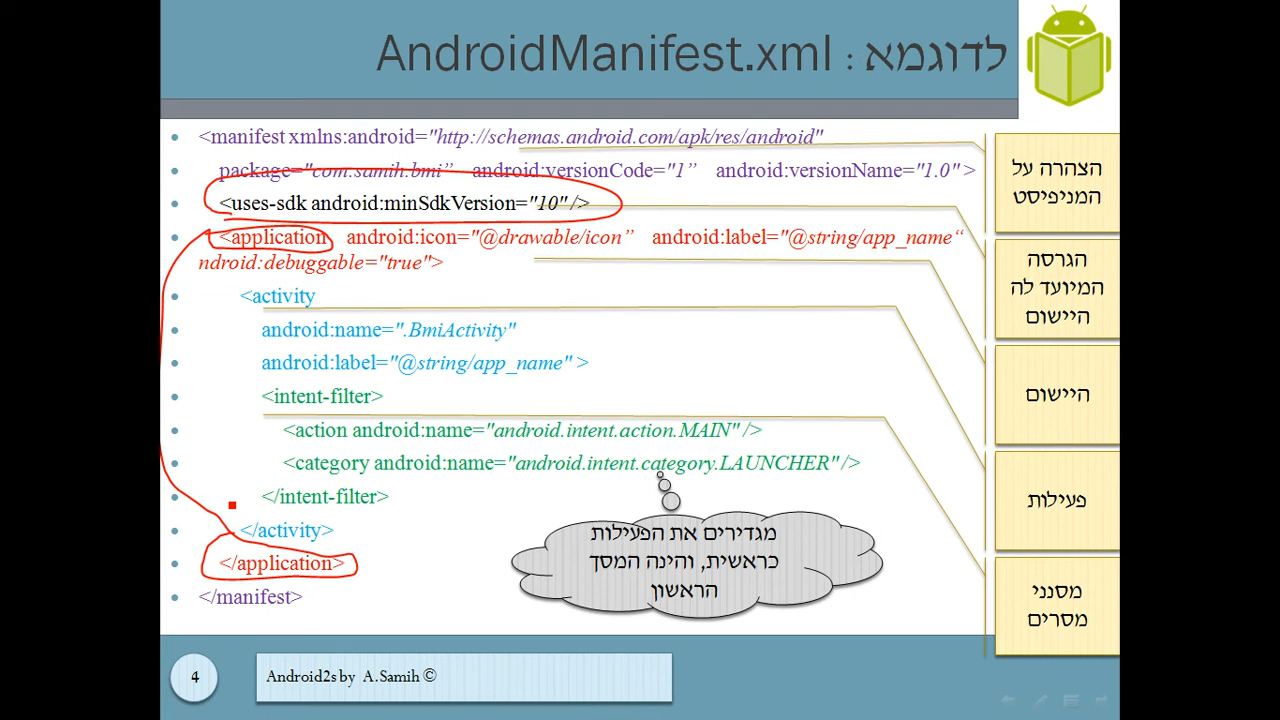 לדוגמא : AndroidManifest.xml
<manifest xmlns:android="http://schemas.android.com/apk/res/android"
package="com.samih.bmi” android:versionCode="1” android:versionName="1.0">
<uses-sdk android:minSdkVersion="10" />
<application android:icon="@drawable/icon” android:label="@string/app_name“
ndroid:debuggable="true">
<activity
android:name=".BmiActivity"
android:label="@string/app_name" >
<intent-filter>
<action android:name="android.intent.action.MAIN" />
<category android:name="android.intent.category.LAUNCHER" />
</intent-filter>
</activity>
</application>
</manifest>
הצהרה על
המניפיסט
הגרסה
המיועד לה
היישום
היישום
פעילות
מסנני
מסרים
מגדירים את הפעילות
כראשית, והינה המסך
הראשון
4
Android2s by A.Samih ©